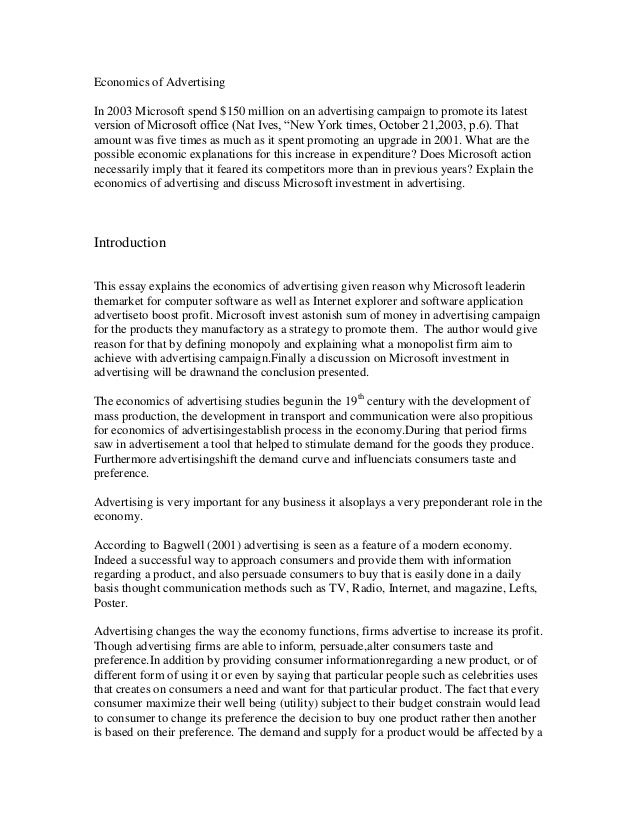 Economics of Advertising
In 2003 Microsoft spend $150 million on an advertising campaign to promote its latest
version of Microsoft office (Nat Ives, “New York times, October 21,2003, p.6). That
amount was five times as much as it spent promoting an upgrade in 2001. What are the
possible economic explanations for this increase in expenditure? Does Microsoft action
necessarily imply that it feared its competitors more than in previous years? Explain the
economics of advertising and discuss Microsoft investment in advertising.
Introduction
This essay explains the economics of advertising given reason why Microsoft leaderin
themarket for computer software as well as Internet explorer and software application
advertiseto boost profit. Microsoft invest astonish sum of money in advertising campaign
for the products they manufactory as a strategy to promote them. The author would give
reason for that by defining monopoly and explaining what a monopolist firm aim to
achieve with advertising campaign.Finally a discussion on Microsoft investment in
advertising will be drawnand the conclusion presented.
The economics of advertising studies begunin the 19th century with the development of
mass production, the development in transport and communication were also propitious
for economics of advertisingestablish process in the economy.During that period firms
saw in advertisement a tool that helped to stimulate demand for the goods they produce.
Furthermore advertisingshift the demand curve and influenciats consumers taste and
preference.
Advertising is very important for any business it alsoplays a very preponderant role in the
economy.
According to Bagwell (2001) advertising is seen as a feature of a modern economy.
Indeed a successful way to approach consumers and provide them with information
regarding a product, and also persuade consumers to buy that is easily done in a daily
basis thought communication methods such as TV, Radio, Internet, and magazine, Lefts,
Poster.
Advertising changes the way the economy functions, firms advertise to increase its profit.
Though advertising firms are able to inform, persuade,alter consumers taste and
preference.In addition by providing consumer informationregarding a new product, or of
different form of using it or even by saying that particular people such as celebrities uses
that creates on consumers a need and want for that particular product. The fact that every
consumer maximize their well being (utility) subject to their budget constrain would lead
to consumer to change its preference the decision to buy one product rather then another
is based on their preference. The demand and supply for a product would be affected by a